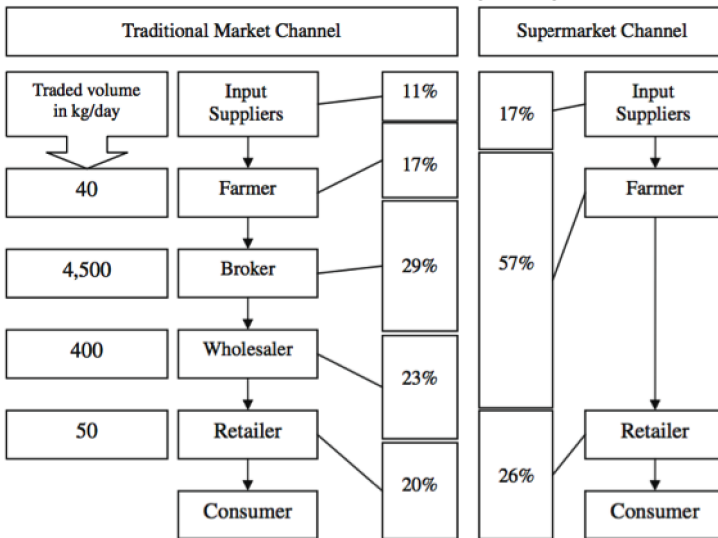 Traditional Market Channel
Supermarket Channel
Traded volume
in kg/day
Input
Suppliers
11%
17%
Input
Suppliers
17%
40
Farmer
Farmer
4,500
Broker
29%
57%
400
Wholesaler
23%
50
Retailer
Retailer
20%
26%
Consumer
Consumer